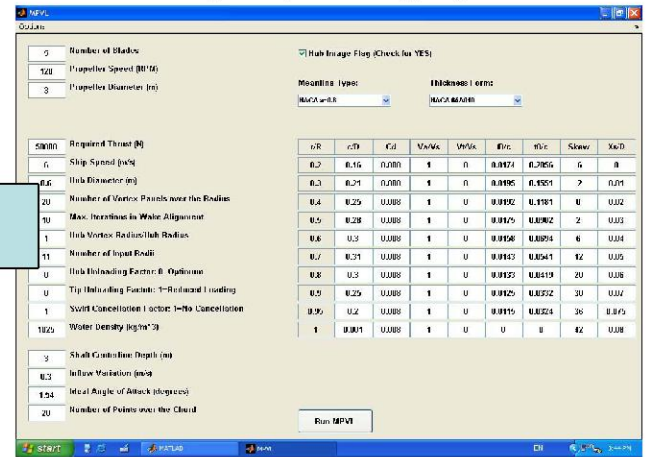 MPVL
Options
Number of Blades
120 Propeller Speed (RPM)
3 Propeller Diameter (m)
Hub Image Flag (Check for YES)
Meanline Type: Thickness Form:
NACA a=0.8
50000 Required Thrust (N)
6 Ship Speed (m/s)
0.6 Hub Diameter (m)
20 Number of Vortex Panels over the Radius
10 Max. Iterations in Wake Alignment
1 Hub Vortex Radius/Hub Radius
11 Number of Input Radii
0 Hub Unloading Factor: 0=Optimum
0 Tip Unloading Factor: 1=Reduced Loading
1 Swirl Cancellation Factor: 1=No Cancellation
1025 Water Density (kg/m^3)
3 Shaft Centerline Depth (m)
0.3 Inflow Variation (m/s)
1.54 Ideal Angle of Attack (degrees)
20 Number of Points over the Chord
r/R c/D Cd Va/Vs Vt/Vs f0/c t0/c Skew Xs/D
0.2 0.16 0.008 1 0 0.0174 0.2056 6 0
0.3 0.21 0.008 1 0 0.0195 0.1551 2 0.01
0.4 0.25 0.008 1 0 0.0192 0.1181 0 0.02
0.5 0.28 0.008 1 0 0.0175 0.0902 2 0.03
0.6 0.3 0.008 1 0 0.0158 0.0694 6 0.04
0.7 0.31 0.008 1 0 0.0143 0.0541 12 0.05
0.8 0.3 0.008 1 0 0.0133 0.0419 20 0.06
0.9 0.25 0.008 1 0 0.0125 0.0332 30 0.07
0.95 0.2 0.008 1 0 0.0115 0.0324 36 0.075
1 0.001 0.008 1 0 0 0 42 0.08
Run MPVL
start MATLAB MPVL EN